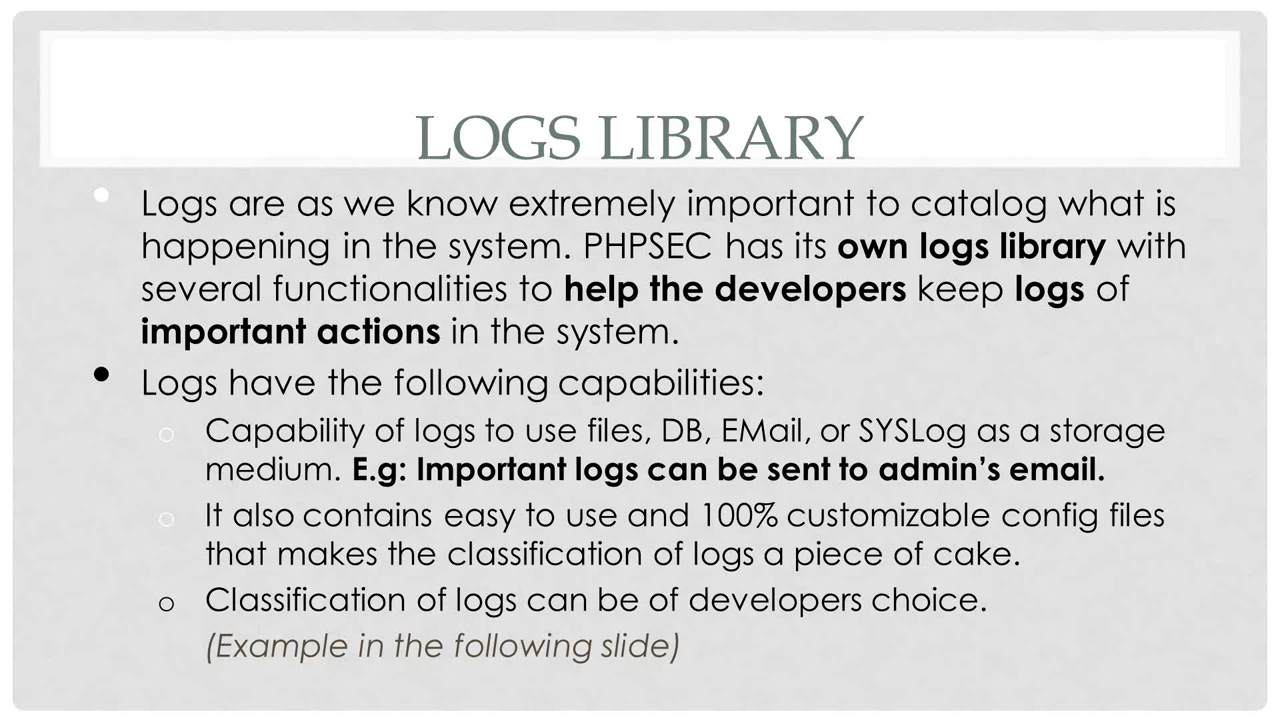 LOGS LIBRARY
• Logs are as we know extremely important to catalog what is
happening in the system. PHPSEC has its own logs library with
several functionalities to help the developers keep logs of
important actions in the system.
• Logs have the following capabilities:
o Capability of logs to use files, DB, EMail, or SYSLog as a storage
medium. E.g: Important logs can be sent to admin’s email.
o It also contains easy to use and 100% customizable config files
that makes the classification of logs a piece of cake.
o Classification of logs can be of developers choice.
(Example in the following slide)